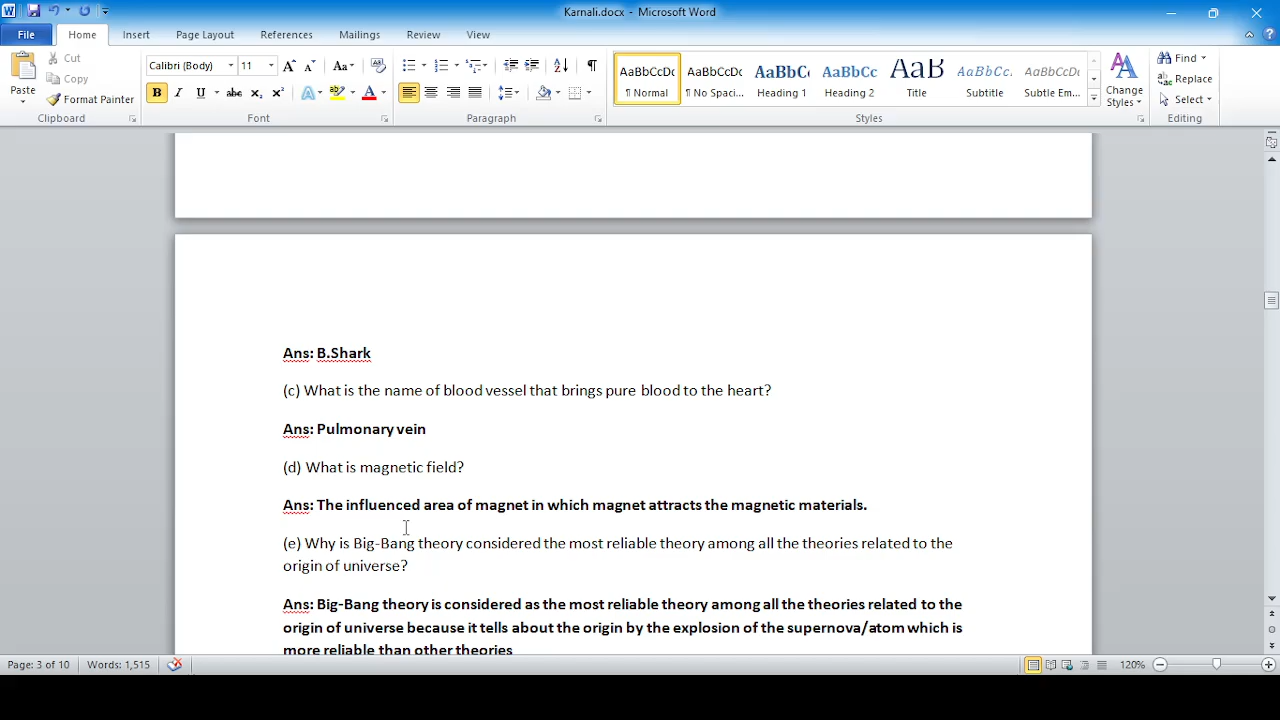 Karnali.docx - Microsoft Word
File Home Insert Page Layout References Mailings Review View
Paste
Cut
Copy
Format Painter
Clipboard
Calibri (Body) 11
Font
Paragraph
AaBbCcDc AaBbCcDc AaBbC AaBbCc AaB AaBbCc. AaBbCcDc
¶ Normal ¶ No Spaci... Heading 1 Heading 2 Title Subtitle Subtle Em...
Change
Styles
Styles
Find
Replace
Select
Editing
Ans: B.Shark
(c) What is the name of blood vessel that brings pure blood to the heart?
Ans: Pulmonary vein
(d) What is magnetic field?
Ans: The influenced area of magnet in which magnet attracts the magnetic materials.
(e) Why is Big-Bang theory considered the most reliable theory among all the theories related to the
origin of universe?
Ans: Big-Bang theory is considered as the most reliable theory among all the theories related to the
origin of universe because it tells about the origin by the explosion of the supernova/atom which is
more reliable than other theories
Page: 3 of 10 Words: 1,515 120%